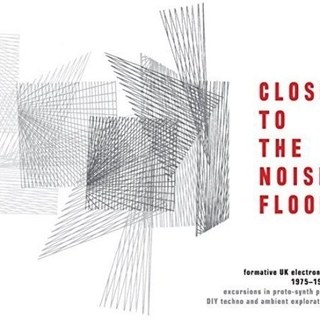 CLOS
TO
THE
NOIS
FLOO
formative UK electron
1975–19
excursions in proto-synth p
DIY techno and ambient explorat